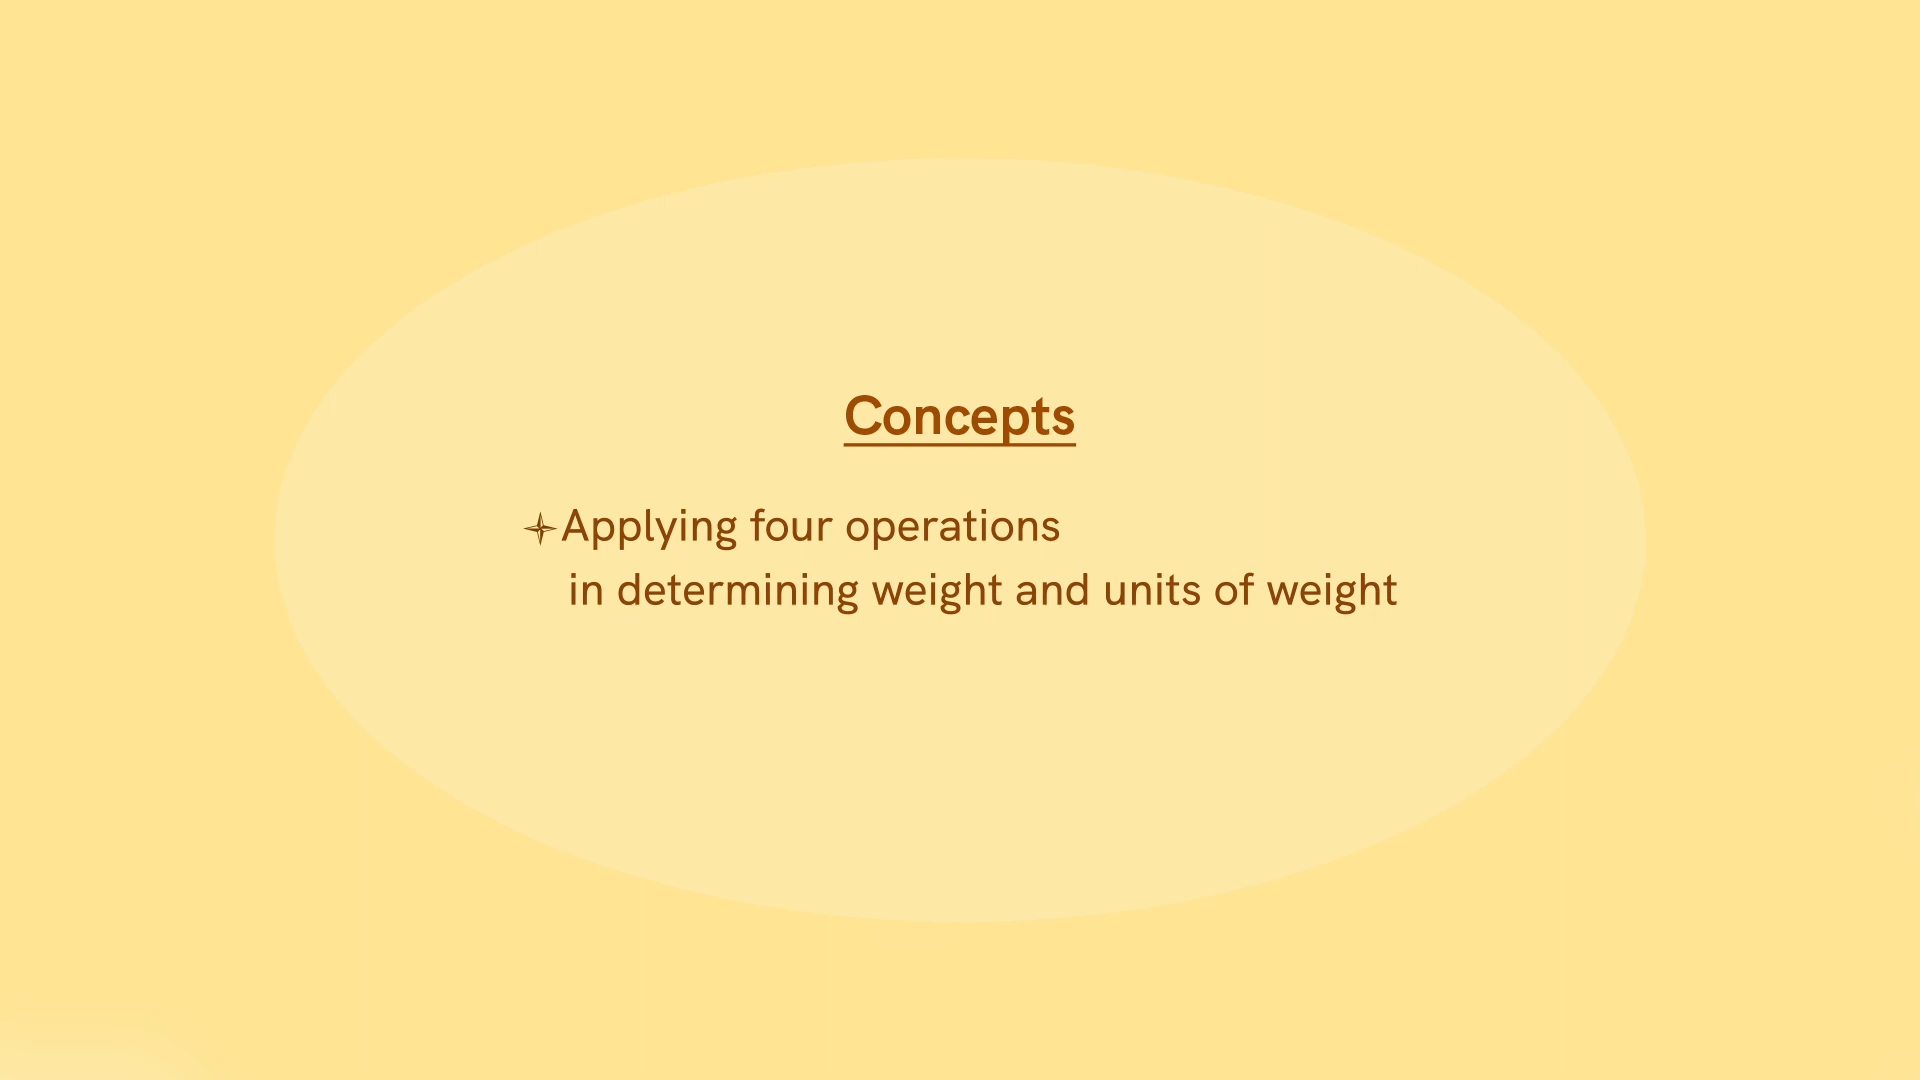 Concepts
Applying four operations
in determining weight and units of weight